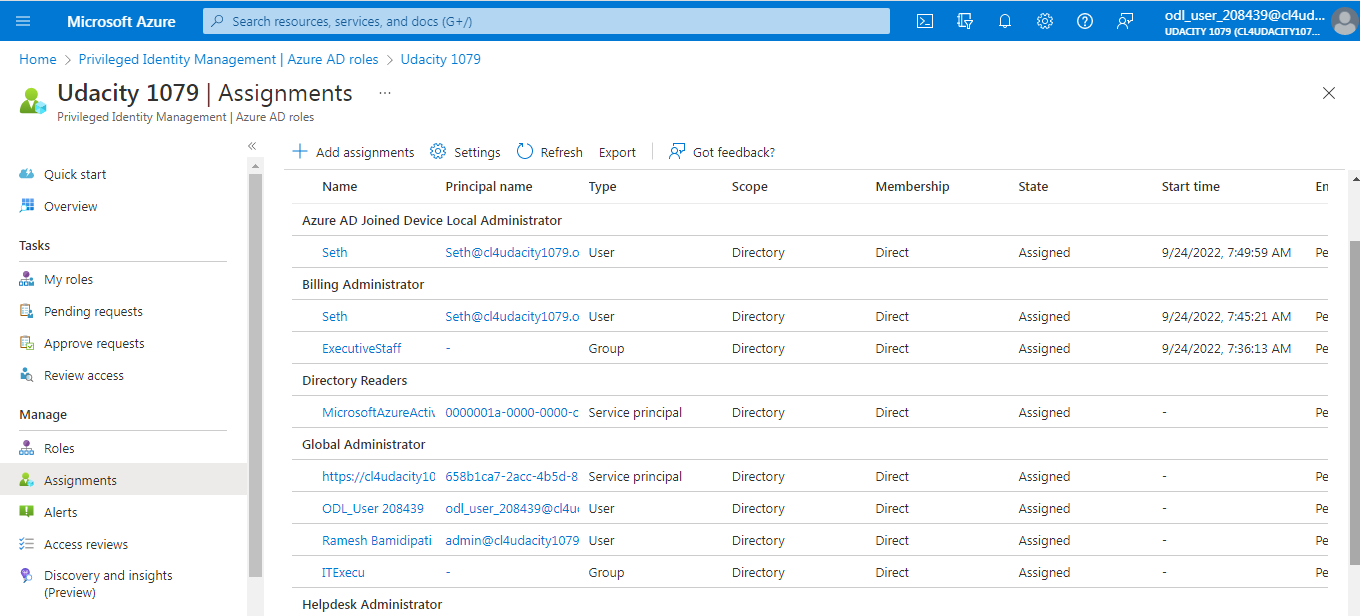 Microsoft Azure
Search resources, services, and docs (G+/)
odl_user_208439@cl4ud...
UDACITY 1079 (CL4UDACITY107...
Home > Privileged Identity Management | Azure AD roles > Udacity 1079
Udacity 1079 | Assignments ...
Privileged Identity Management | Azure AD roles
Quick start
Overview
Tasks
My roles
Pending requests
Approve requests
Review access
Manage
Roles
Assignments
Alerts
Access reviews
Discovery and insights
(Preview)
Add assignments Settings Refresh Export Got feedback?
Name Principal name Type Scope Membership State Start time En
Azure AD Joined Device Local Administrator
Seth Seth@cl4udacity1079.o User Directory Direct Assigned 9/24/2022, 7:49:59 AM Pe
Billing Administrator
Seth Seth@cl4udacity1079.o User Directory Direct Assigned 9/24/2022, 7:45:21 AM Pe
ExecutiveStaff - Group Directory Direct Assigned 9/24/2022, 7:36:13 AM Pe
Directory Readers
MicrosoftAzureActiv 0000001a-0000-0000-c Service principal Directory Direct Assigned - Pe
Global Administrator
https://cl4udacity10 658b1ca7-2acc-4b5d-8 Service principal Directory Direct Assigned - Pe
ODL_User 208439 odl_user_208439@cl4u User Directory Direct Assigned - Pe
Ramesh Bamidipati admin@cl4udacity1079 User Directory Direct Assigned - Pe
ITExecu - Group Directory Direct Assigned - Pe
Helpdesk Administrator